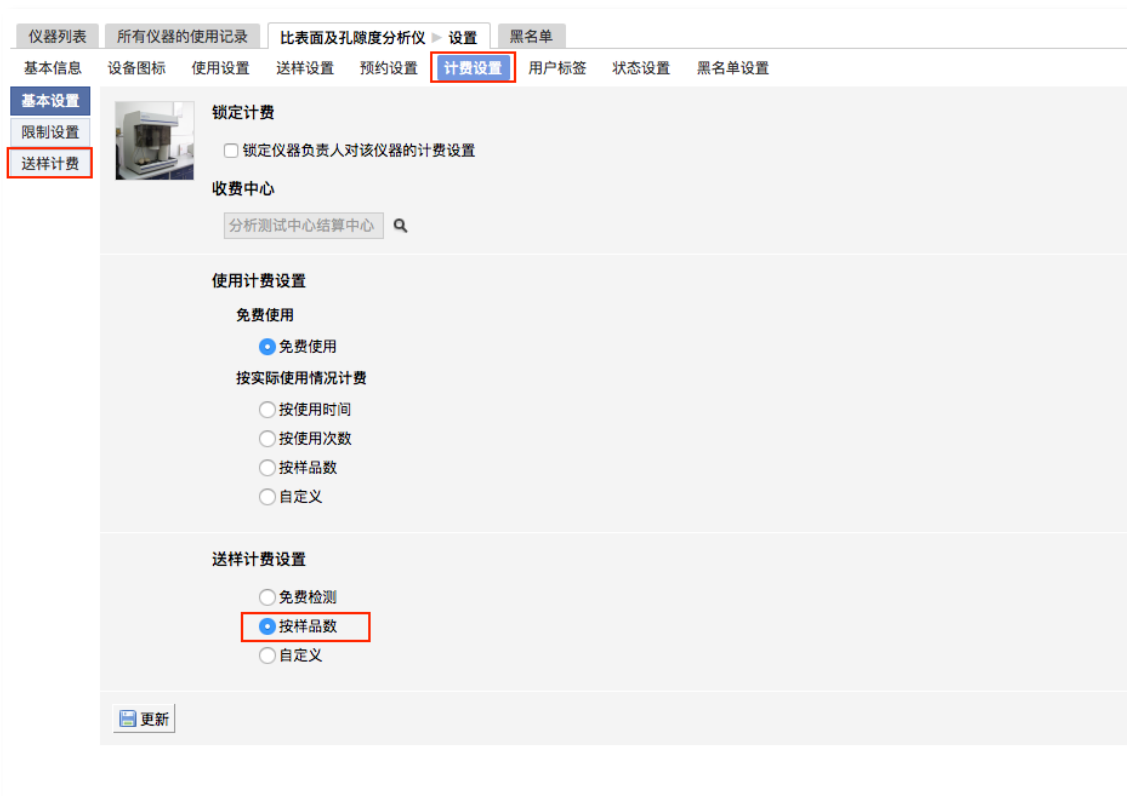 仪器列表 所有仪器的使用记录 比表面及孔隙度分析仪 ▶ 设置 黑名单
基本信息 设备图标 使用设置 送样设置 预约设置 计费设置 用户标签 状态设置 黑名单设置
基本设置
限制设置
送样计费
锁定计费
锁定仪器负责人对该仪器的计费设置
收费中心
分析测试中心结算中心
使用计费设置
免费使用
免费使用
按实际使用情况计费
按使用时间
按使用次数
按样品数
自定义
送样计费设置
免费检测
按样品数
自定义
更新